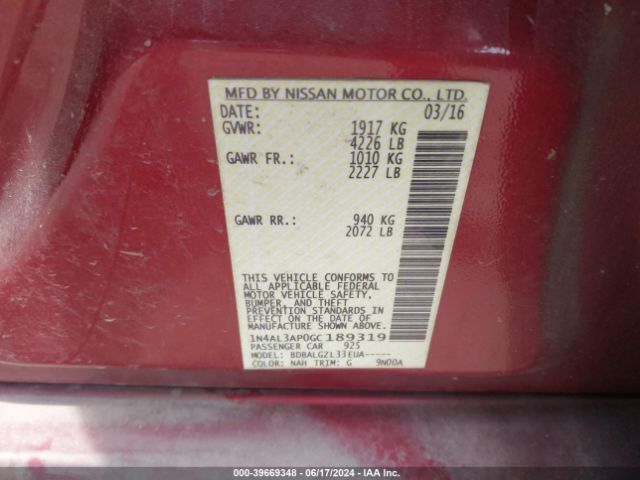 MFD BY NISSAN MOTOR CO., LTD.
DATE: 03/16
GVWR: 1917 KG
4226 LB
GAWR FR.: 1010 KG
2227 LB
GAWR RR.: 940 KG
2072 LB
THIS VEHICLE CONFORMS TO
ALL APPLICABLE FEDERAL
MOTOR VEHICLE SAFETY,
BUMPER, AND THEFT
PREVENTION STANDARDS IN
EFFECT ON THE DATE OF
MANUFACTURE SHOWN ABOVE.
1N4AL3AP0GC 189319
PASSENGER CAR 925
MODEL: BDBALGZL33EUA-----
COLOR: NAH TRIM: G 9N00A
000-39669348 - 06/17/2024 - IAA Inc.